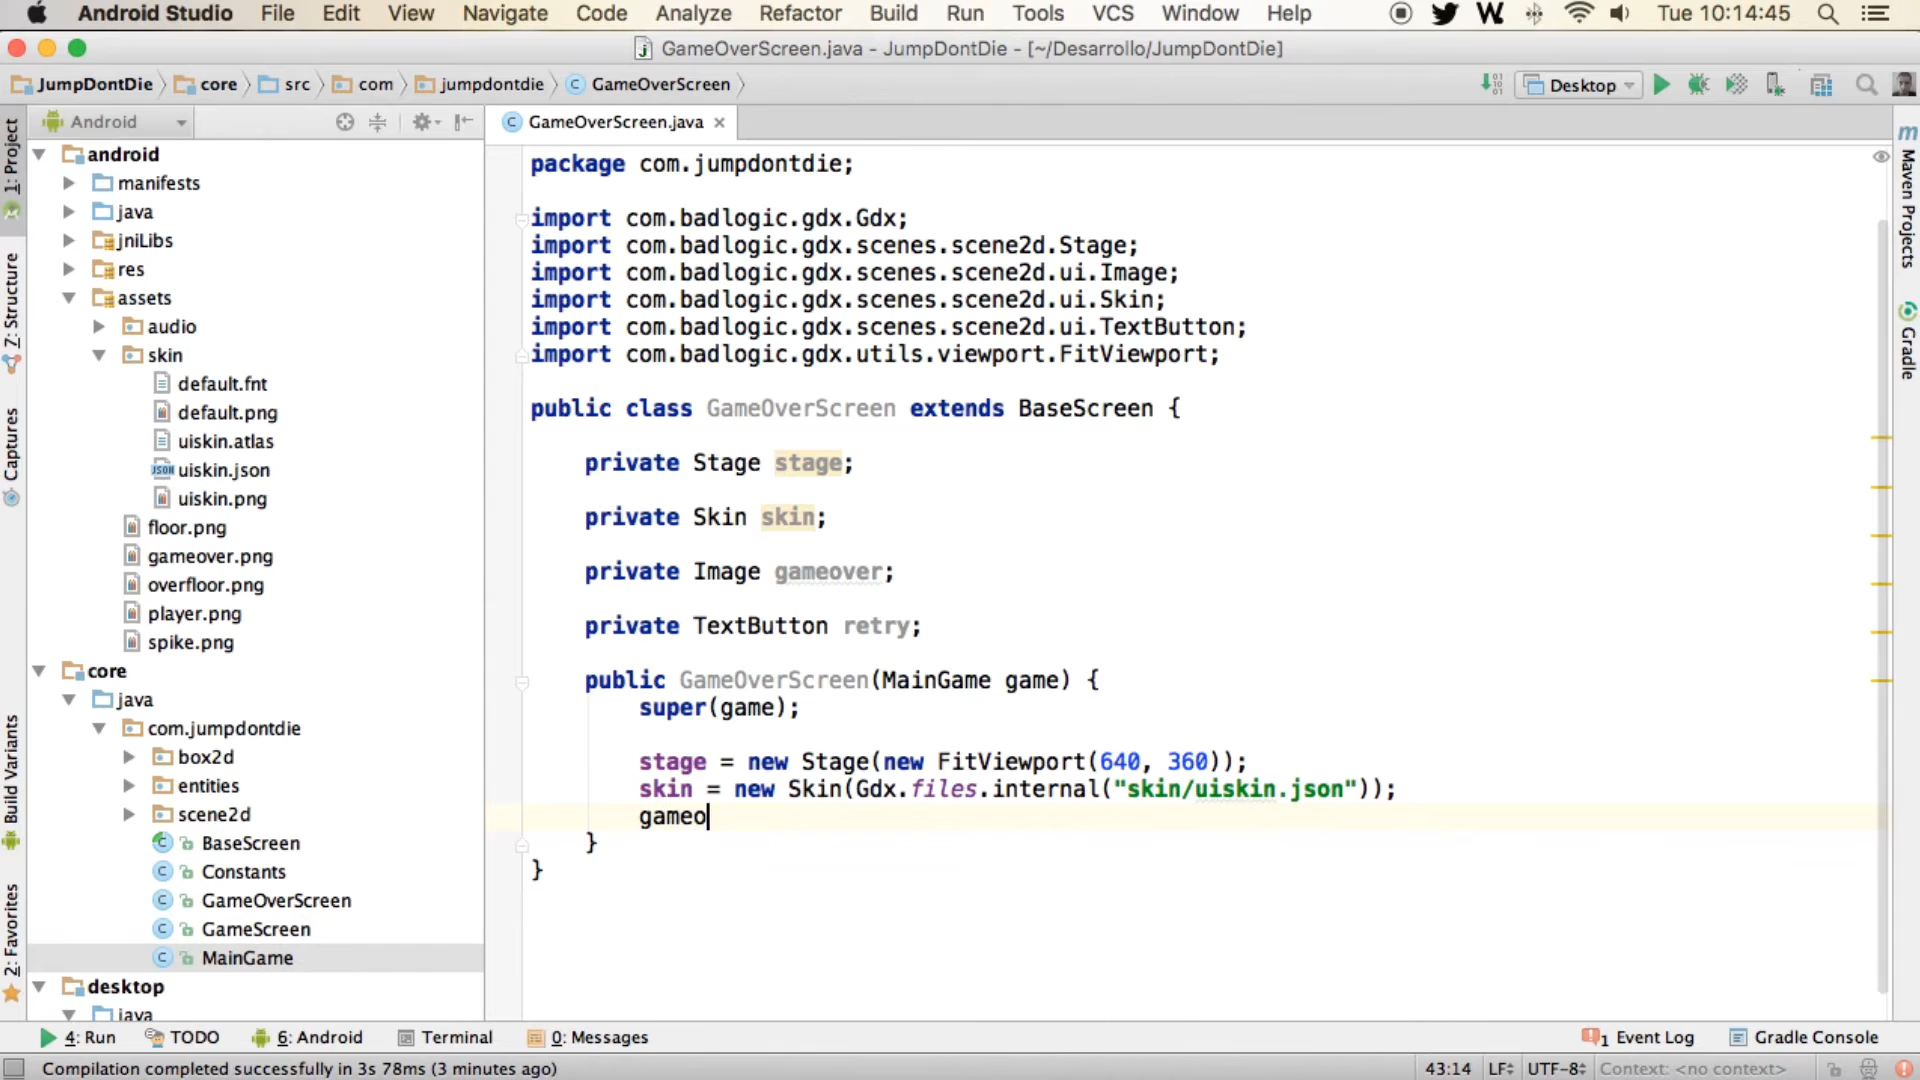 Android Studio File Edit View Navigate Code Analyze Refactor Build Run Tools VCS Window Help Tue 10:14:45
GameOverScreen.java - JumpDontDie - [~/Desarrollo/JumpDontDie]
JumpDontDie core src com jumpdontdie GameOverScreen Desktop
Android
GameOverScreen.java
1: Project
Z: Structure
Captures
Build Variants
2: Favorites
android
manifests
java
jniLibs
res
assets
audio
skin
default.fnt
default.png
uiskin.atlas
uiskin.json
uiskin.png
floor.png
gameover.png
overfloor.png
player.png
spike.png
core
java
com.jumpdontdie
box2d
entities
scene2d
BaseScreen
Constants
GameOverScreen
GameScreen
MainGame
desktop
java
package com.jumpdontdie;
import com.badlogic.gdx.Gdx;
import com.badlogic.gdx.scenes.scene2d.Stage;
import com.badlogic.gdx.scenes.scene2d.ui.Image;
import com.badlogic.gdx.scenes.scene2d.ui.Skin;
import com.badlogic.gdx.scenes.scene2d.ui.TextButton;
import com.badlogic.gdx.utils.viewport.FitViewport;
public class GameOverScreen extends BaseScreen {
private Stage stage;
private Skin skin;
private Image gameover;
private TextButton retry;
public GameOverScreen(MainGame game) {
super(game);
stage = new Stage(new FitViewport(640, 360));
skin = new Skin(Gdx.files.internal("skin/uiskin.json"));
gameo
}
}
Maven Projects
Gradle
4: Run TODO 6: Android Terminal 0: Messages 1 Event Log Gradle Console
Compilation completed successfully in 3s 78ms (3 minutes ago) 43:14 LF UTF-8 Context: <no context>